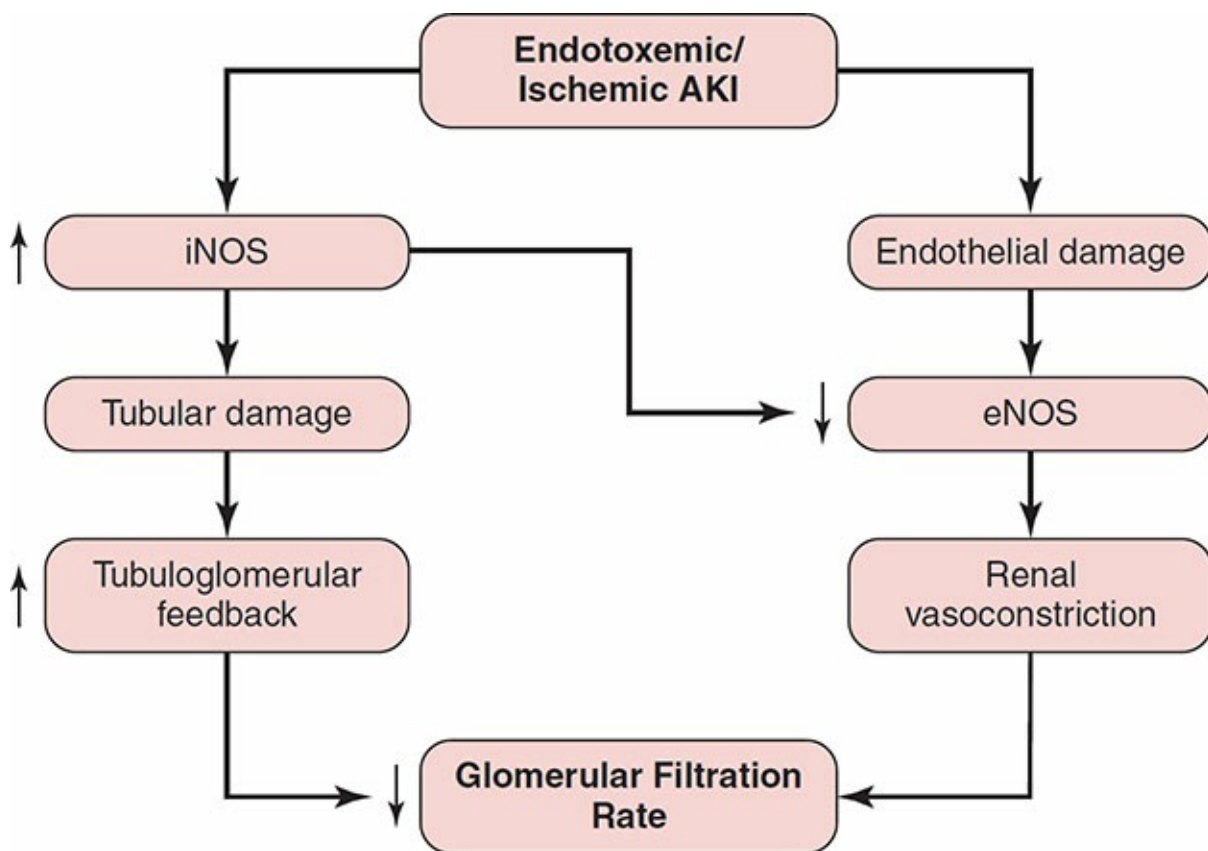 Endotoxemic/
Ischemic AKI
iNOS
Endothelial damage
Tubular damage
eNOS
Tubuloglomerular
feedback
Renal
vasoconstriction
Glomerular Filtration
Rate